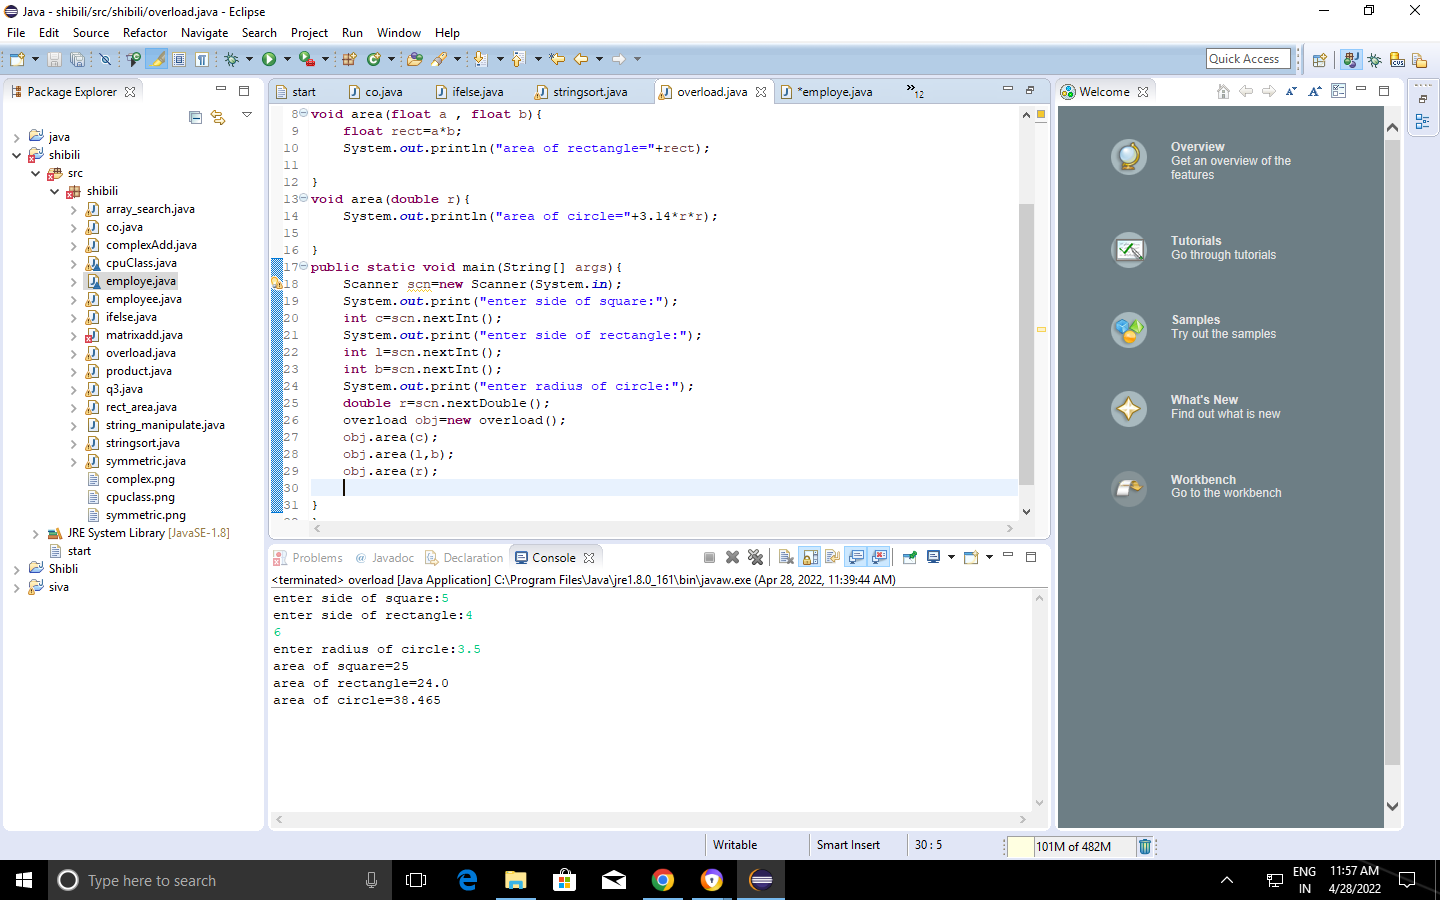 Java - shibili/src/shibili/overload.java - Eclipse
File Edit Source Refactor Navigate Search Project Run Window Help
Quick Access
Package Explorer
java
shibili
src
shibili
array_search.java
co.java
complexAdd.java
cpuClass.java
employe.java
employee.java
ifelse.java
matrixadd.java
overload.java
product.java
q3.java
rect_area.java
string_manipulate.java
stringsort.java
symmetric.java
complex.png
cpuclass.png
symmetric.png
JRE System Library [JavaSE-1.8]
start
Shibli
siva
start co.java ifelse.java stringsort.java overload.java *employe.java »12
8 void area(float a , float b){
9 float rect=a*b;
10 System.out.println("area of rectangle="+rect);
11
12 }
13 void area(double r){
14 System.out.println("area of circle="+3.14*r*r);
15
16 }
17 public static void main(String[] args){
18 Scanner scn=new Scanner(System.in);
19 System.out.print("enter side of square:");
20 int c=scn.nextInt();
21 System.out.print("enter side of rectangle:");
22 int l=scn.nextInt();
23 int b=scn.nextInt();
24 System.out.print("enter radius of circle:");
25 double r=scn.nextDouble();
26 overload obj=new overload();
27 obj.area(c);
28 obj.area(l,b);
29 obj.area(r);
30
31 }
Problems @ Javadoc Declaration Console
<terminated> overload [Java Application] C:\Program Files\Java\jre1.8.0_161\bin\javaw.exe (Apr 28, 2022, 11:39:44 AM)
enter side of square:5
enter side of rectangle:4
6
enter radius of circle:3.5
area of square=25
area of rectangle=24.0
area of circle=38.465
Welcome
Overview
Get an overview of the
features
Tutorials
Go through tutorials
Samples
Try out the samples
What's New
Find out what is new
Workbench
Go to the workbench
Writable Smart Insert 30 : 5 101M of 482M
Type here to search
ENG
IN
11:57 AM
4/28/2022